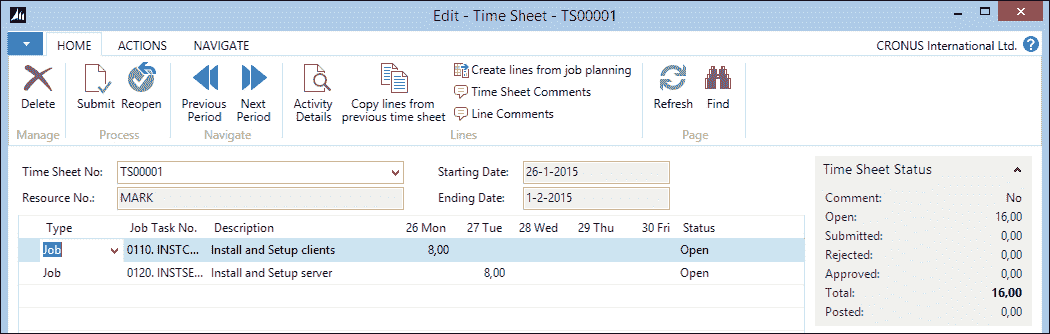 Edit - Time Sheet - TS00001
HOME ACTIONS NAVIGATE CRONUS International Ltd. ?
Delete
Submit Reopen
Previous Period
Next Period
Activity Details
Copy lines from previous time sheet
Create lines from job planning
Time Sheet Comments
Line Comments
Refresh Find
Manage Process Navigate Lines Page
Time Sheet No: TS00001 Starting Date: 26-1-2015
Resource No.: MARK Ending Date: 1-2-2015
Type Job Task No. Description 26 Mon 27 Tue 28 Wed 29 Thu 30 Fri Status
Job 0110. INSTC... Install and Setup clients 8,00 Open
Job 0120. INSTSE... Install and Setup server 8,00 Open
Time Sheet Status
Comment: No
Open: 16,00
Submitted: 0,00
Rejected: 0,00
Approved: 0,00
Total: 16,00
Posted: 0,00